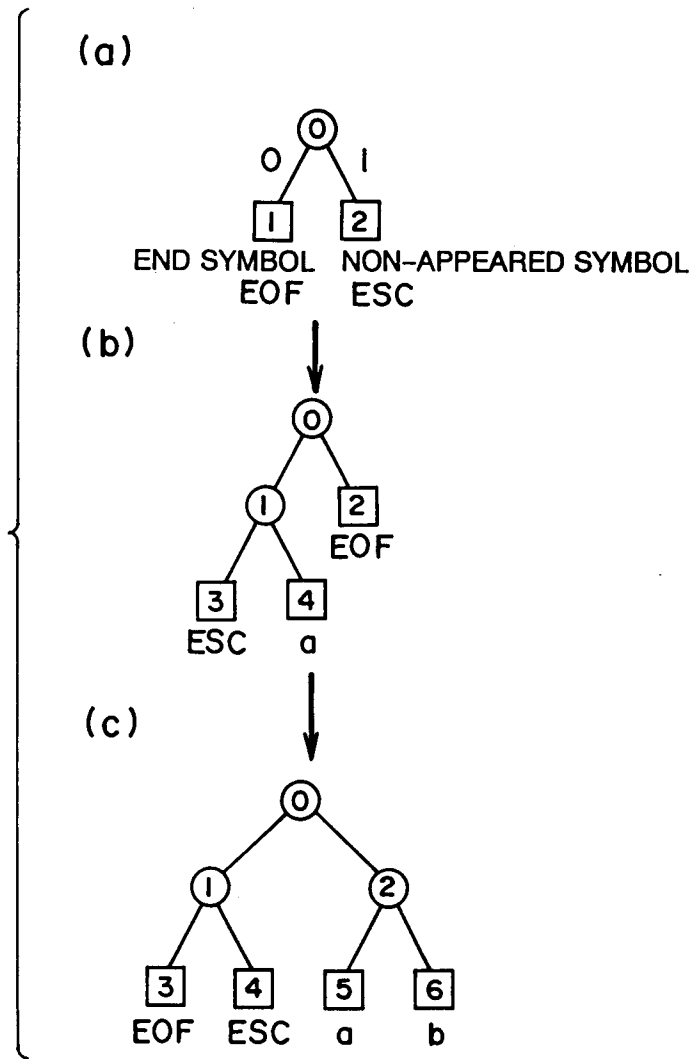 (a)
0
0 1
1 2
END SYMBOL NON-APPEARED SYMBOL
EOF ESC
(b)
0
1 2
EOF
3 4
ESC a
(c)
0
1 2
3 4 5 6
EOF ESC a b